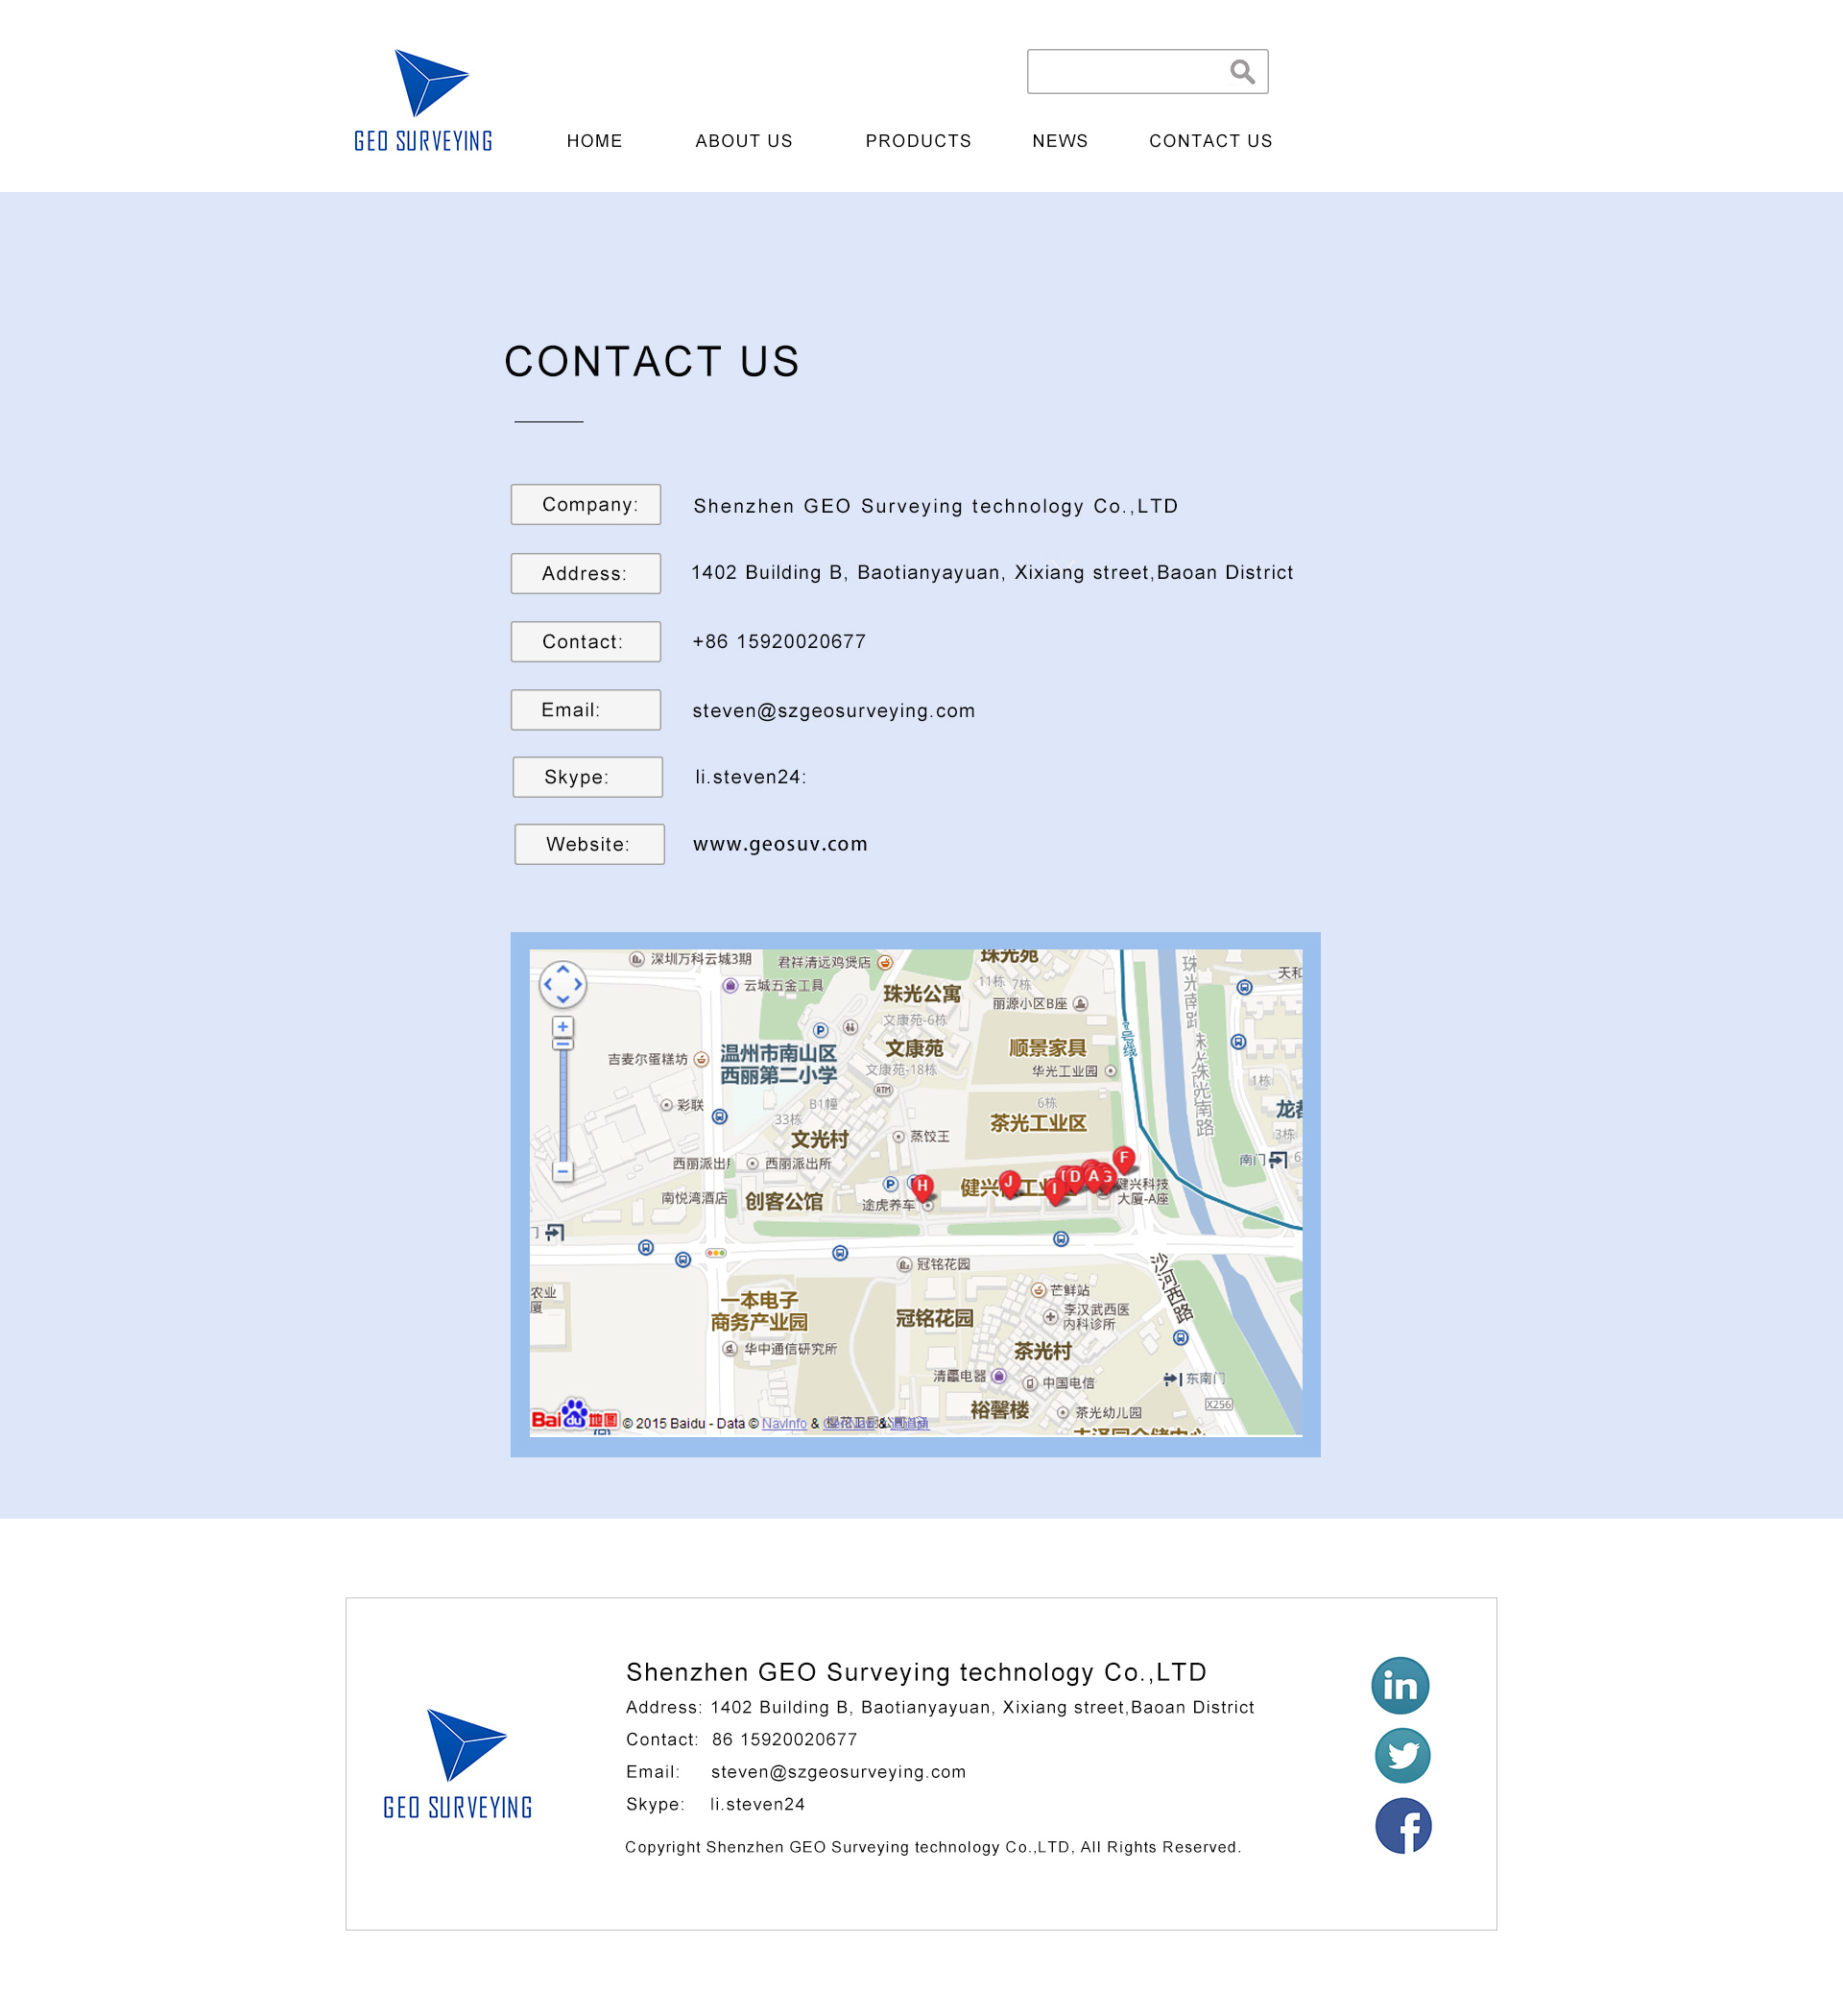 GEO SURVEYING
HOME
ABOUT US
PRODUCTS
NEWS
CONTACT US
CONTACT US
Company:
Shenzhen GEO Surveying technology Co.,LTD
Address:
1402 Building B, Baotianyayuan, Xixiang street,Baoan District
Contact:
+86 15920020677
Email:
steven@szgeosurveying.com
Skype:
li.steven24:
Website:
www.geosuv.com
深圳万科云城3期
君祥清远鸡煲店
珠光苑
云城五金工具
珠光公寓
11栋
7栋
丽源小区B座
天和
珠光南路
文康苑-6栋
1号线
温州市南山区
西丽第二小学
文康苑
顺景家具
吉麦尔蛋糕坊
文康苑-18栋
华光工业园
珠光南路
ATM
1栋
彩联
B1幢
6栋
33栋
茶光工业区
龙都
文光村
蒸饺王
3栋
西丽派出所
西丽派出所
南门
6
F
H
J
I
D
A
G
南悦湾酒店
创客公馆
途虎养车
健兴科技
大厦-A座
门
冠铭花园
沙河西路
农业
厦
一本电子
商务产业园
冠铭花园
芒鲜站
李汉武西医
内科诊所
华中通信研究所
茶光村
中国电信
东南门
X256
裕馨楼
茶光幼儿园
Bai du 地图
© 2015 Baidu - Data © NavInfo & &
Shenzhen GEO Surveying technology Co.,LTD
Address: 1402 Building B, Baotianyayuan, Xixiang street,Baoan District
Contact: 86 15920020677
Email: steven@szgeosurveying.com
Skype: li.steven24
Copyright Shenzhen GEO Surveying technology Co.,LTD, All Rights Reserved.
GEO SURVEYING
in
f